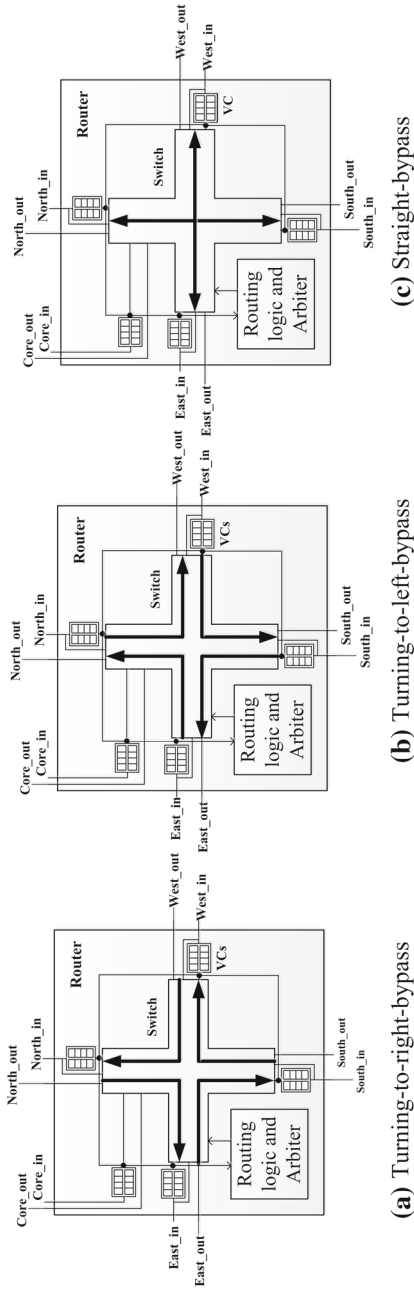 North_out
North_in
Router
Core_out
Core_in
Switch
West_out
West_in
VCs
East_in
East_out
Routing
logic and
Arbiter
South_out
South_in
(a) Turning-to-right-bypass
North_out
North_in
Router
Core_out
Core_in
Switch
West_out
West_in
VCs
East_in
East_out
Routing
logic and
Arbiter
South_out
South_in
(b) Turning-to-left-bypass
North_out
North_in
Router
Core_out
Core_in
Switch
West_out
West_in
VC
East_in
East_out
Routing
logic and
Arbiter
South_out
South_in
(c) Straight-bypass